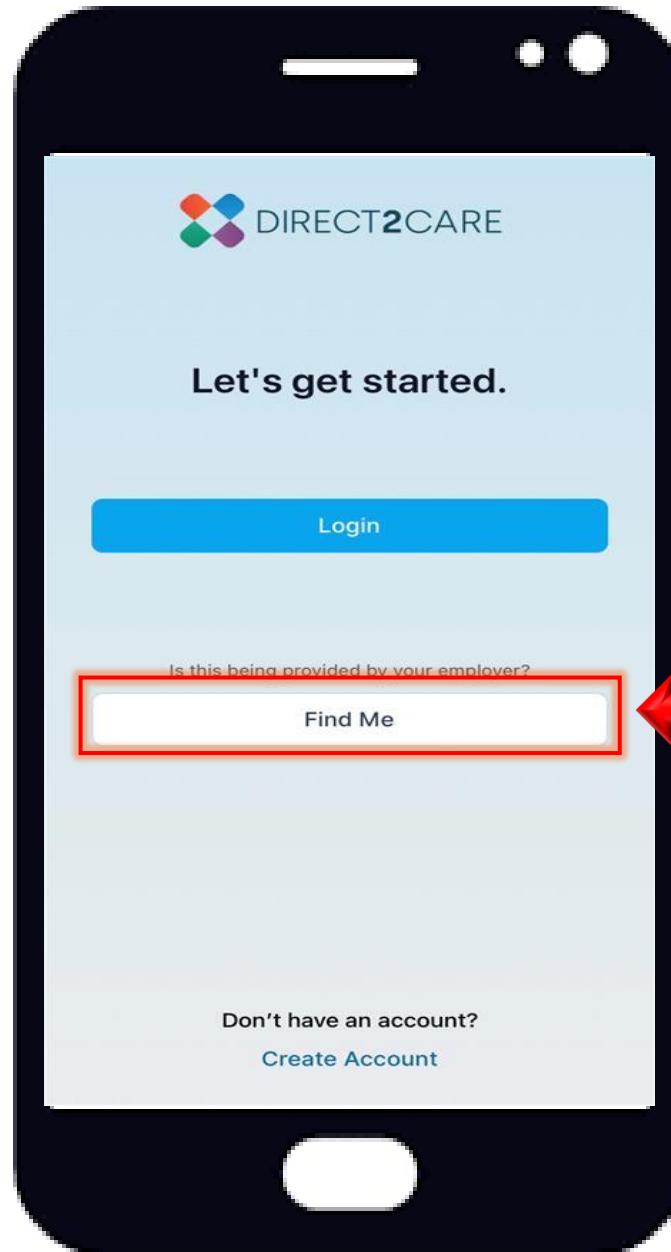 DIRECT2CARE
Let's get started.
Login
Is this being provided by your employer?
Find Me
Don't have an account?
Create Account